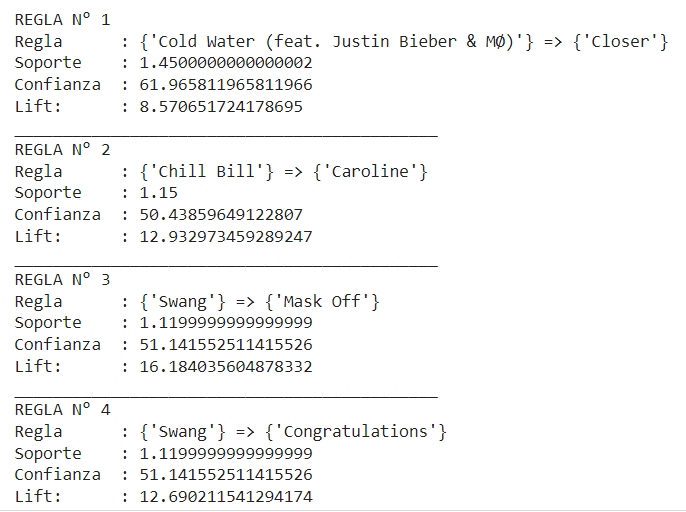 REGLA N° 1
Regla : {'Cold Water (feat. Justin Bieber & MØ)'} => {'Closer'}
Soporte : 1.4500000000000002
Confianza : 61.965811965811966
Lift: : 8.570651724178695
____________________________________________
REGLA N° 2
Regla : {'Chill Bill'} => {'Caroline'}
Soporte : 1.15
Confianza : 50.43859649122807
Lift: : 12.932973459289247
____________________________________________
REGLA N° 3
Regla : {'Swang'} => {'Mask Off'}
Soporte : 1.1199999999999999
Confianza : 51.141552511415526
Lift: : 16.184035604878332
____________________________________________
REGLA N° 4
Regla : {'Swang'} => {'Congratulations'}
Soporte : 1.1199999999999999
Confianza : 51.141552511415526
Lift: : 12.690211541294174